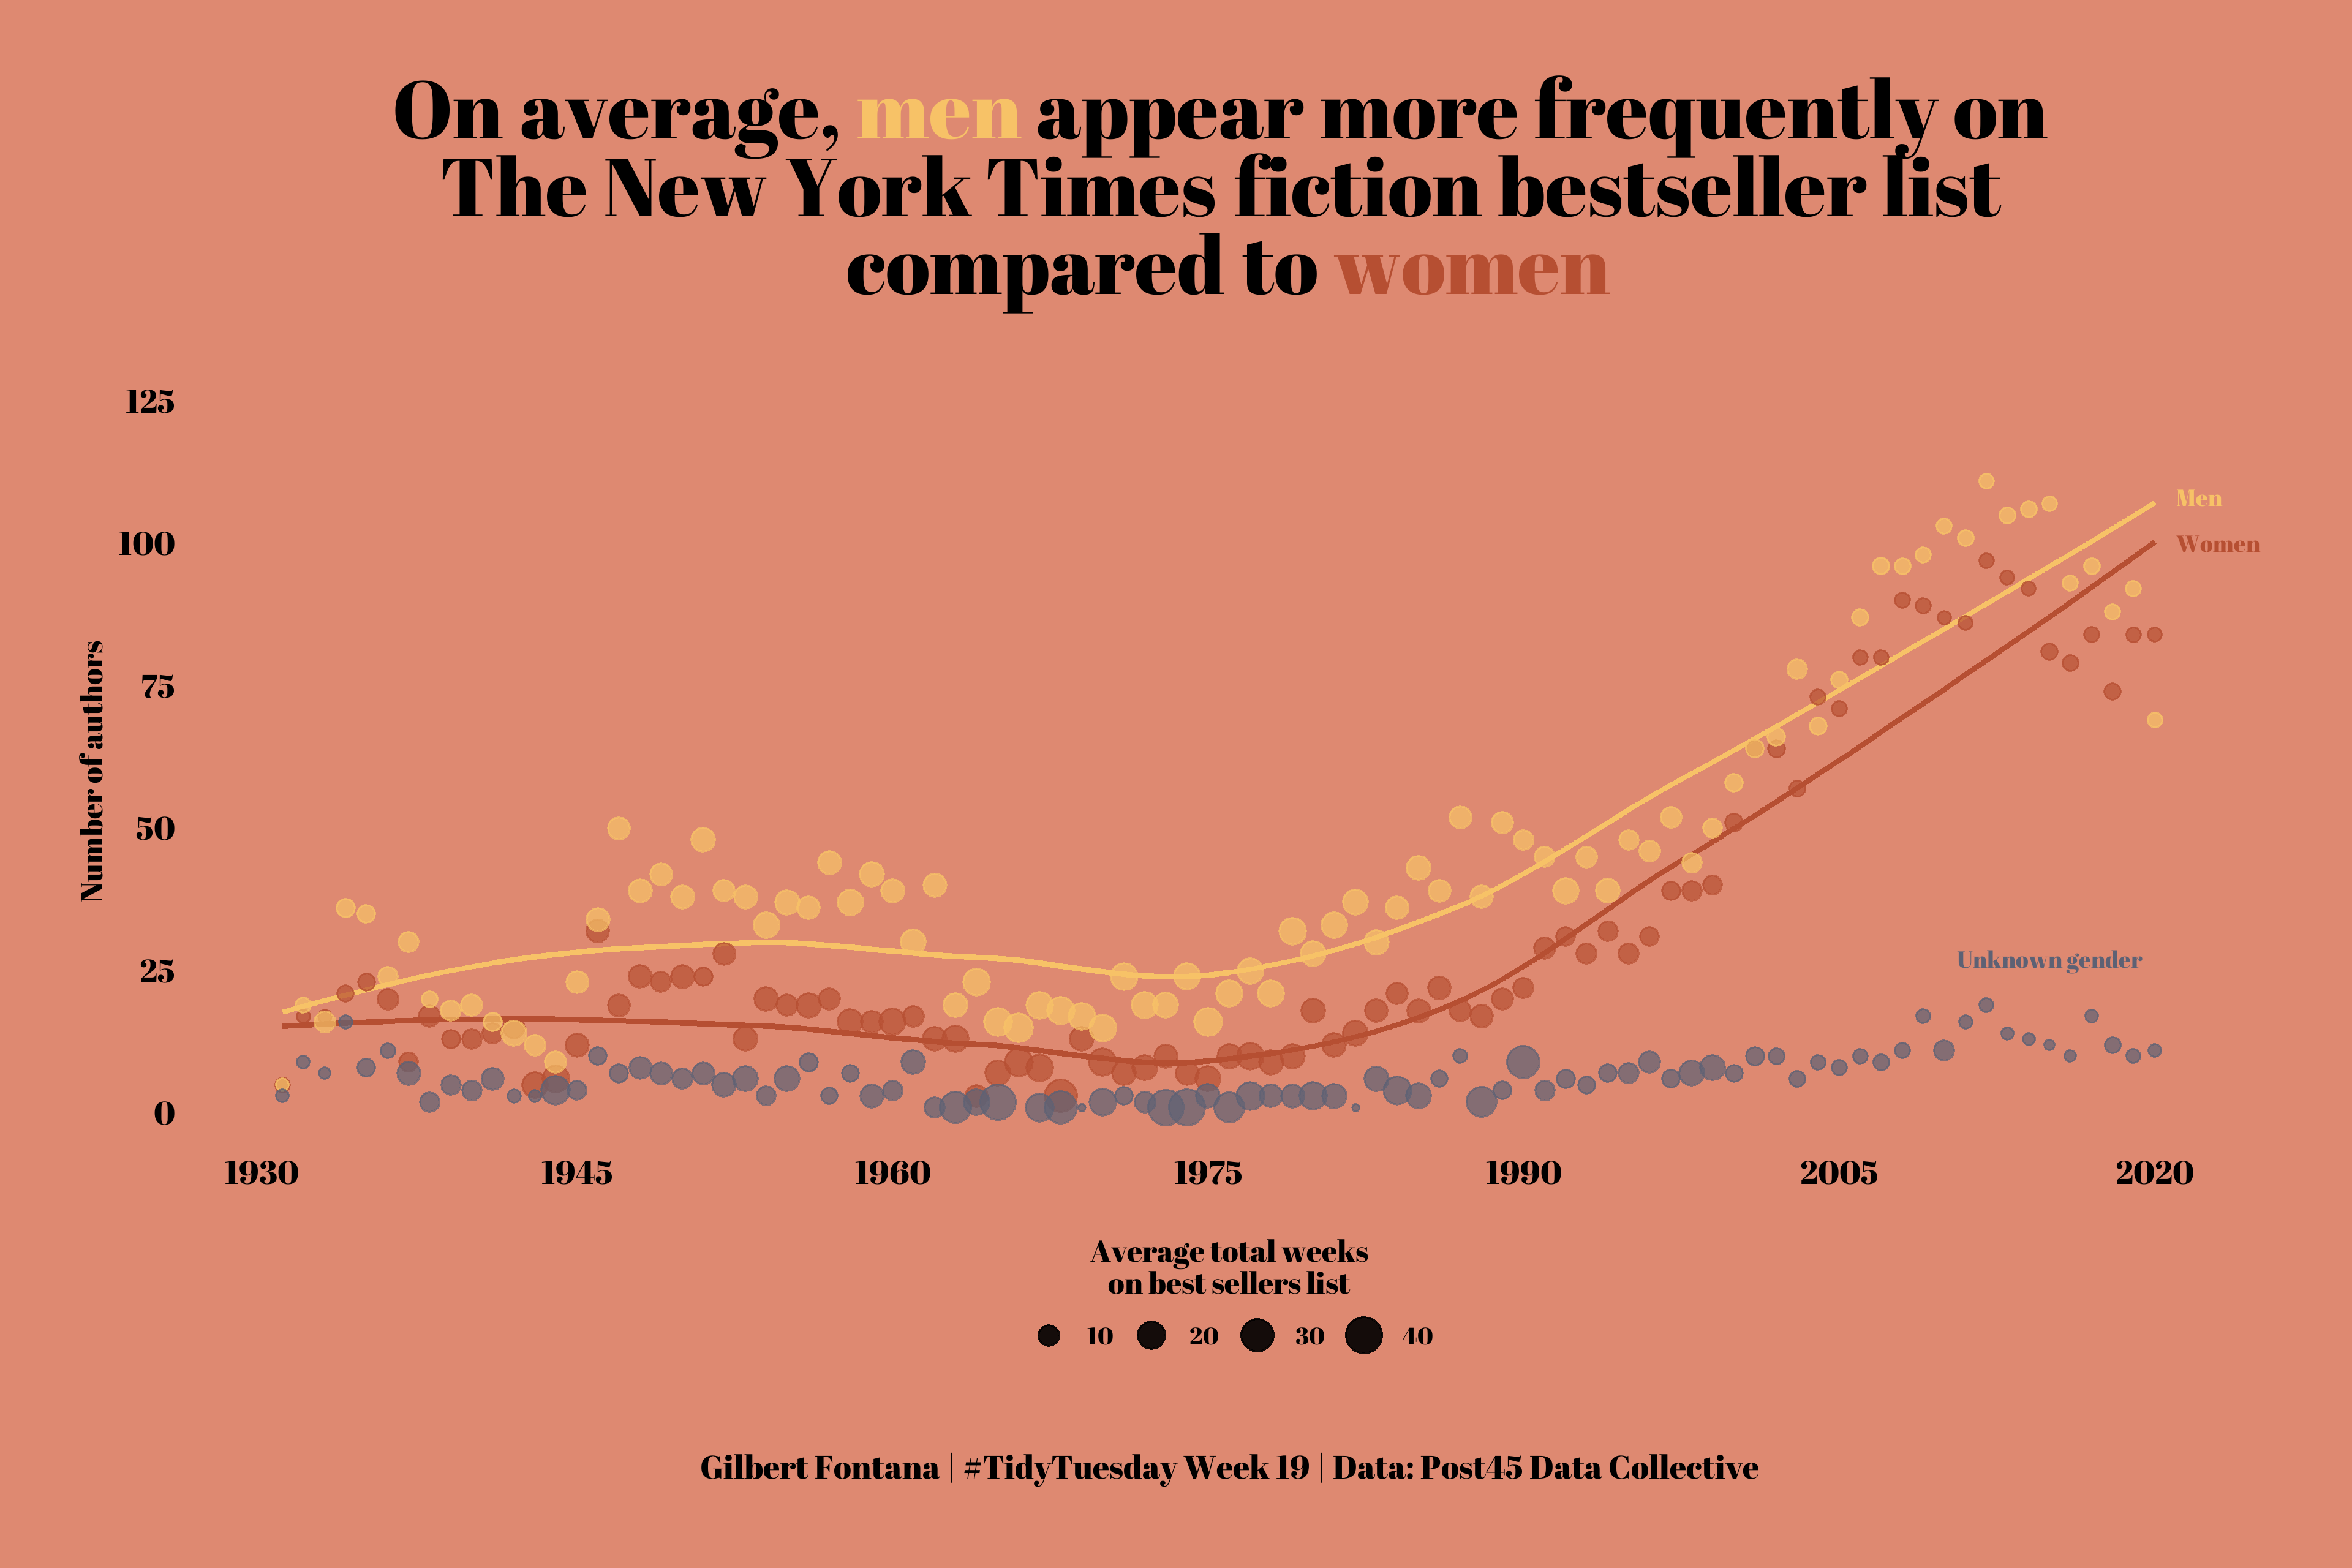 On average, men appear more frequently on
The New York Times fiction bestseller list
compared to women
125
100
75
50
25
0
Number of authors
Men
Women
Unknown gender
1930 1945 1960 1975 1990 2005 2020
Average total weeks
on best sellers list
10 20 30 40
Gilbert Fontana | #TidyTuesday Week 19 | Data: Post45 Data Collective